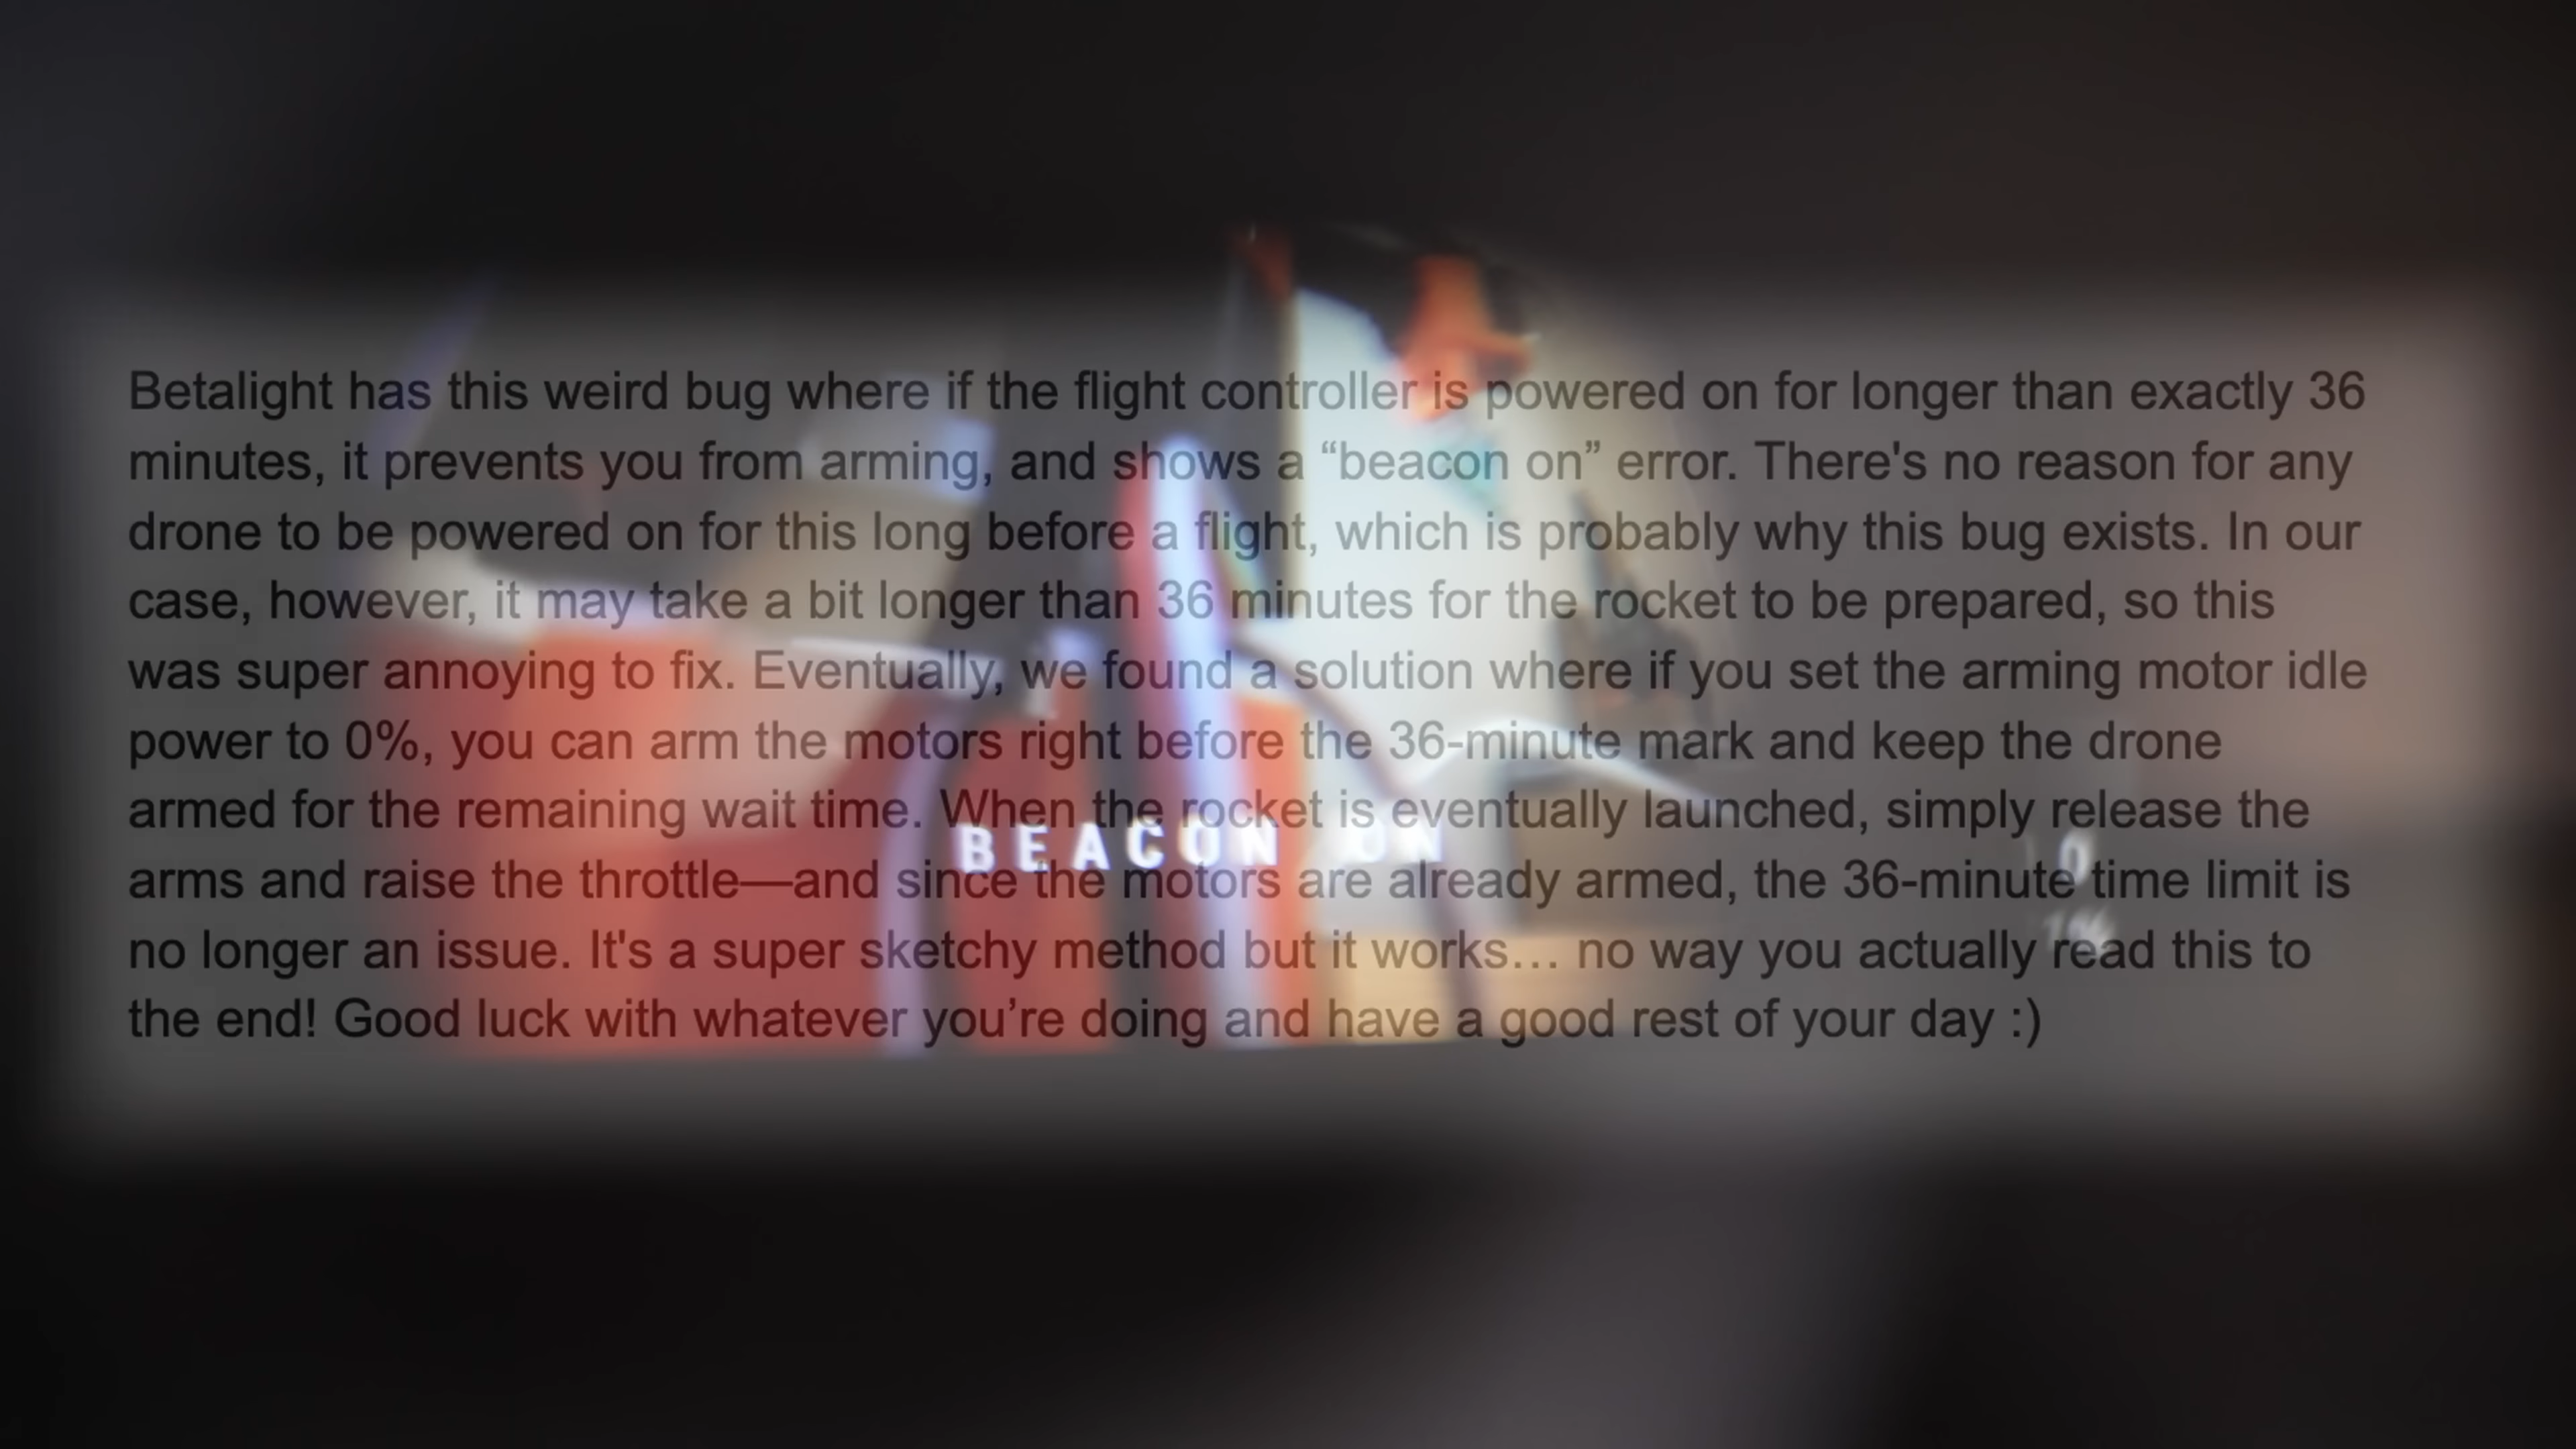 Betalight has this weird bug where if the flight controller is powered on for longer than exactly 36
minutes, it prevents you from arming, and shows a “beacon on” error. There's no reason for any
drone to be powered on for this long before a flight, which is probably why this bug exists. In our
case, however, it may take a bit longer than 36 minutes for the rocket to be prepared, so this
was super annoying to fix. Eventually, we found a solution where if you set the arming motor idle
power to 0%, you can arm the motors right before the 36-minute mark and keep the drone
armed for the remaining wait time. When the rocket is eventually launched, simply release the
BEACON ON
arms and raise the throttle—and since the motors are already armed, the 36-minute time limit is
no longer an issue. It's a super sketchy method but it works… no way you actually read this to
the end! Good luck with whatever you’re doing and have a good rest of your day :)